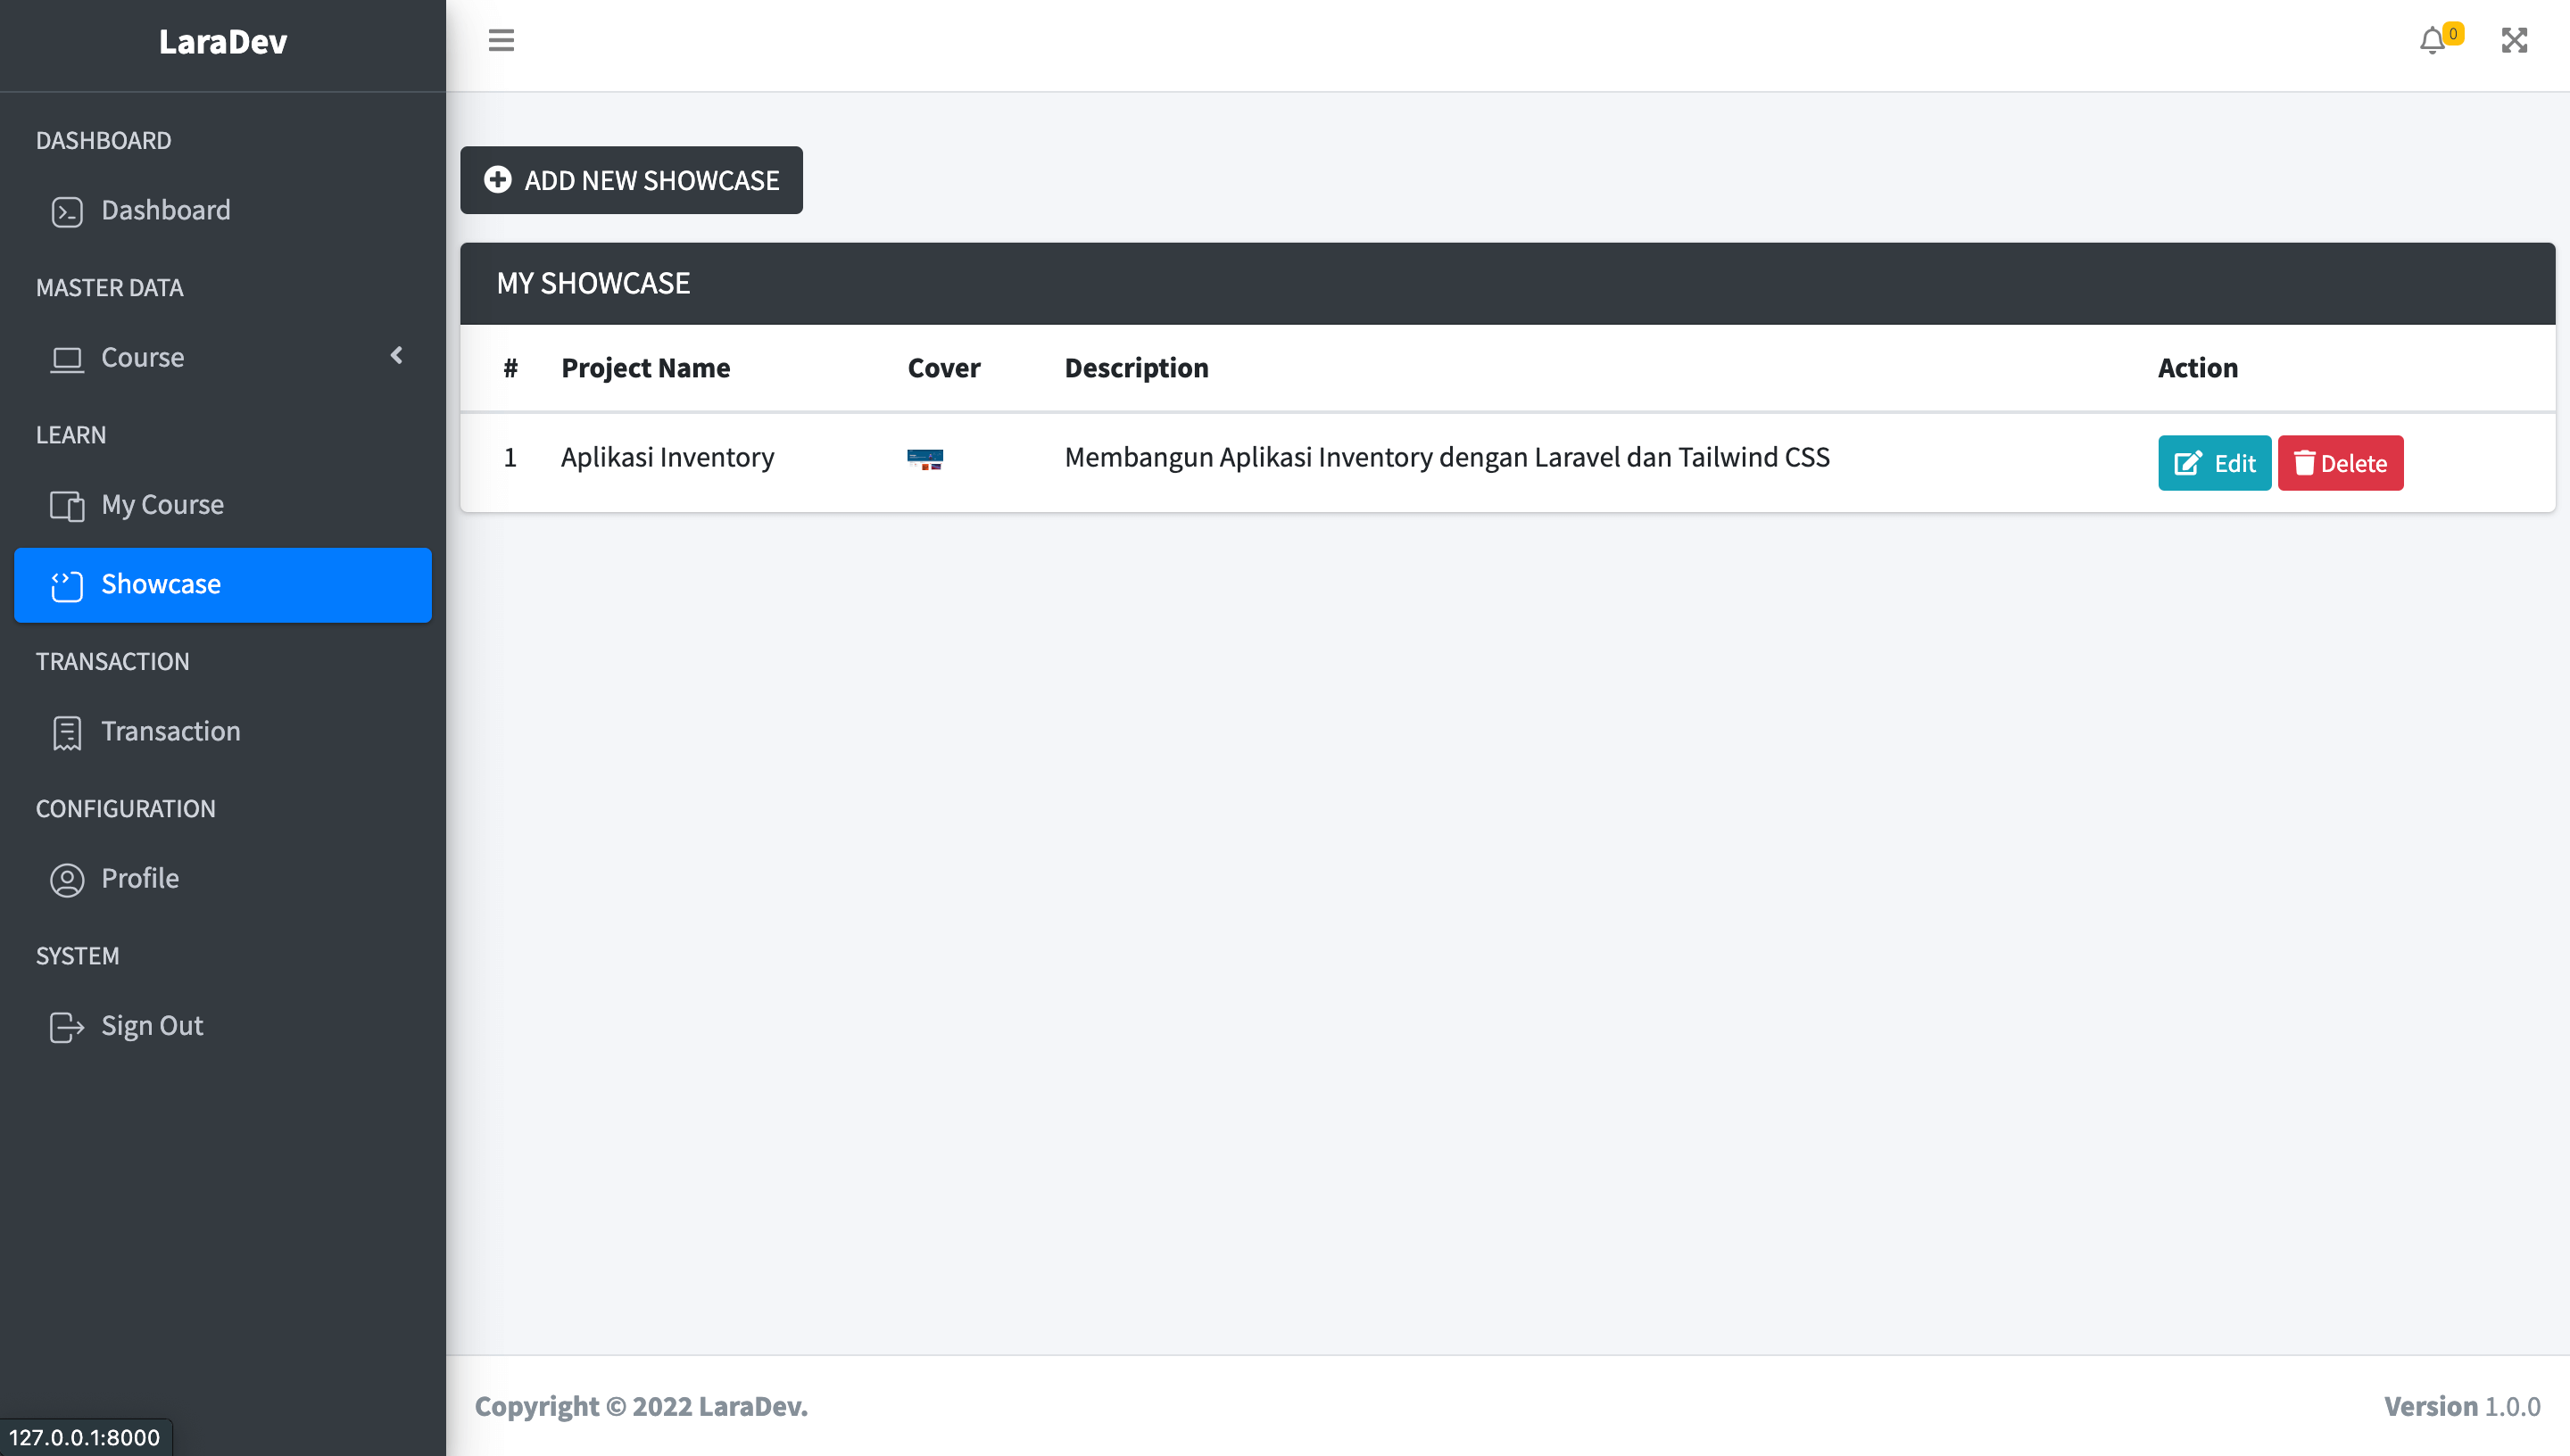 LaraDev
0
DASHBOARD
Dashboard
MASTER DATA
Course
LEARN
My Course
Showcase
TRANSACTION
Transaction
CONFIGURATION
Profile
SYSTEM
Sign Out
127.0.0.1:8000
ADD NEW SHOWCASE
MY SHOWCASE
# Project Name Cover Description Action
1 Aplikasi Inventory Membangun Aplikasi Inventory dengan Laravel dan Tailwind CSS Edit Delete
Copyright © 2022 LaraDev. Version 1.0.0